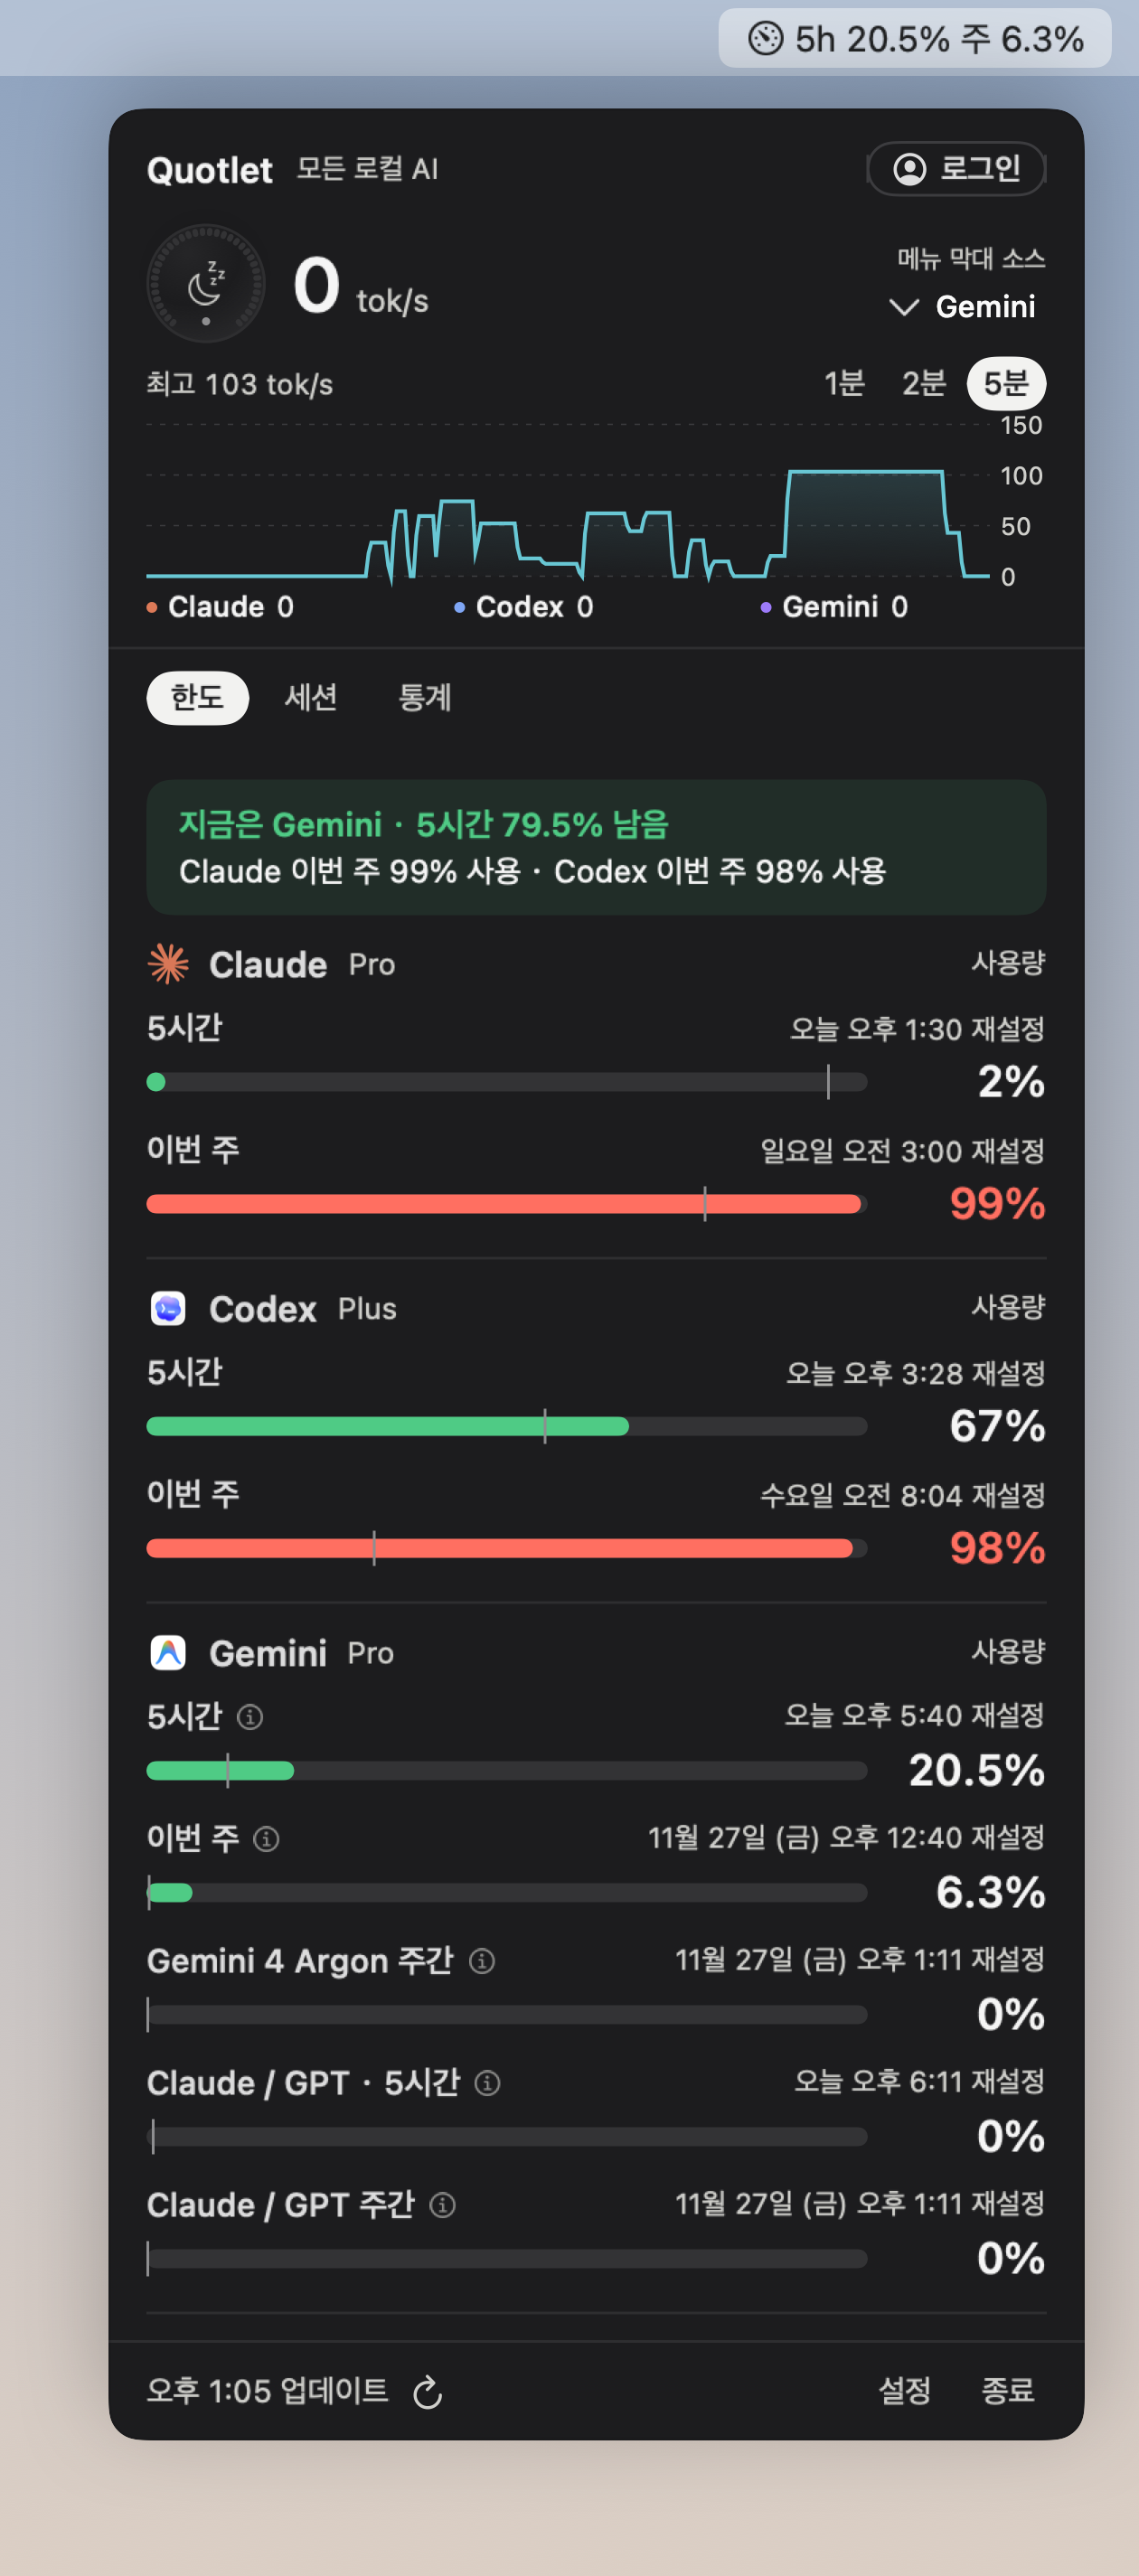 5h 20.5% 주 6.3%
Quotlet 모든 로컬 AI
로그인
0 tok/s
메뉴 막대 소스
Gemini
최고 103 tok/s
1분 2분 5분
150
100
50
0
Claude 0 Codex 0 Gemini 0
한도 세션 통계
지금은 Gemini · 5시간 79.5% 남음
Claude 이번 주 99% 사용 · Codex 이번 주 98% 사용
Claude Pro 사용량
5시간 오늘 오후 1:30 재설정
2%
이번 주 일요일 오전 3:00 재설정
99%
Codex Plus 사용량
5시간 오늘 오후 3:28 재설정
67%
이번 주 수요일 오전 8:04 재설정
98%
Gemini Pro 사용량
5시간 오늘 오후 5:40 재설정
20.5%
이번 주 11월 27일 (금) 오후 12:40 재설정
6.3%
Gemini 4 Argon 주간 11월 27일 (금) 오후 1:11 재설정
0%
Claude / GPT · 5시간 오늘 오후 6:11 재설정
0%
Claude / GPT 주간 11월 27일 (금) 오후 1:11 재설정
0%
오후 1:05 업데이트 설정 종료